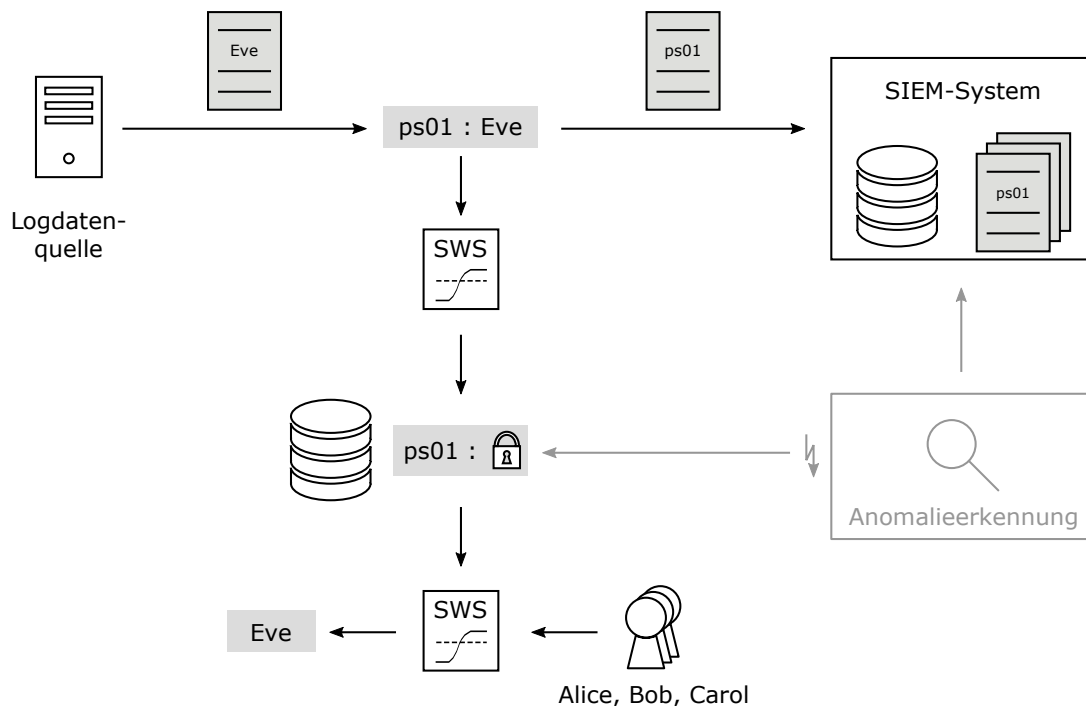 Eve
ps01
SIEM-System
ps01 : Eve
ps01
Logdaten-
quelle
SWS
ps01 :
Anomalieerkennung
SWS
Eve
Alice, Bob, Carol